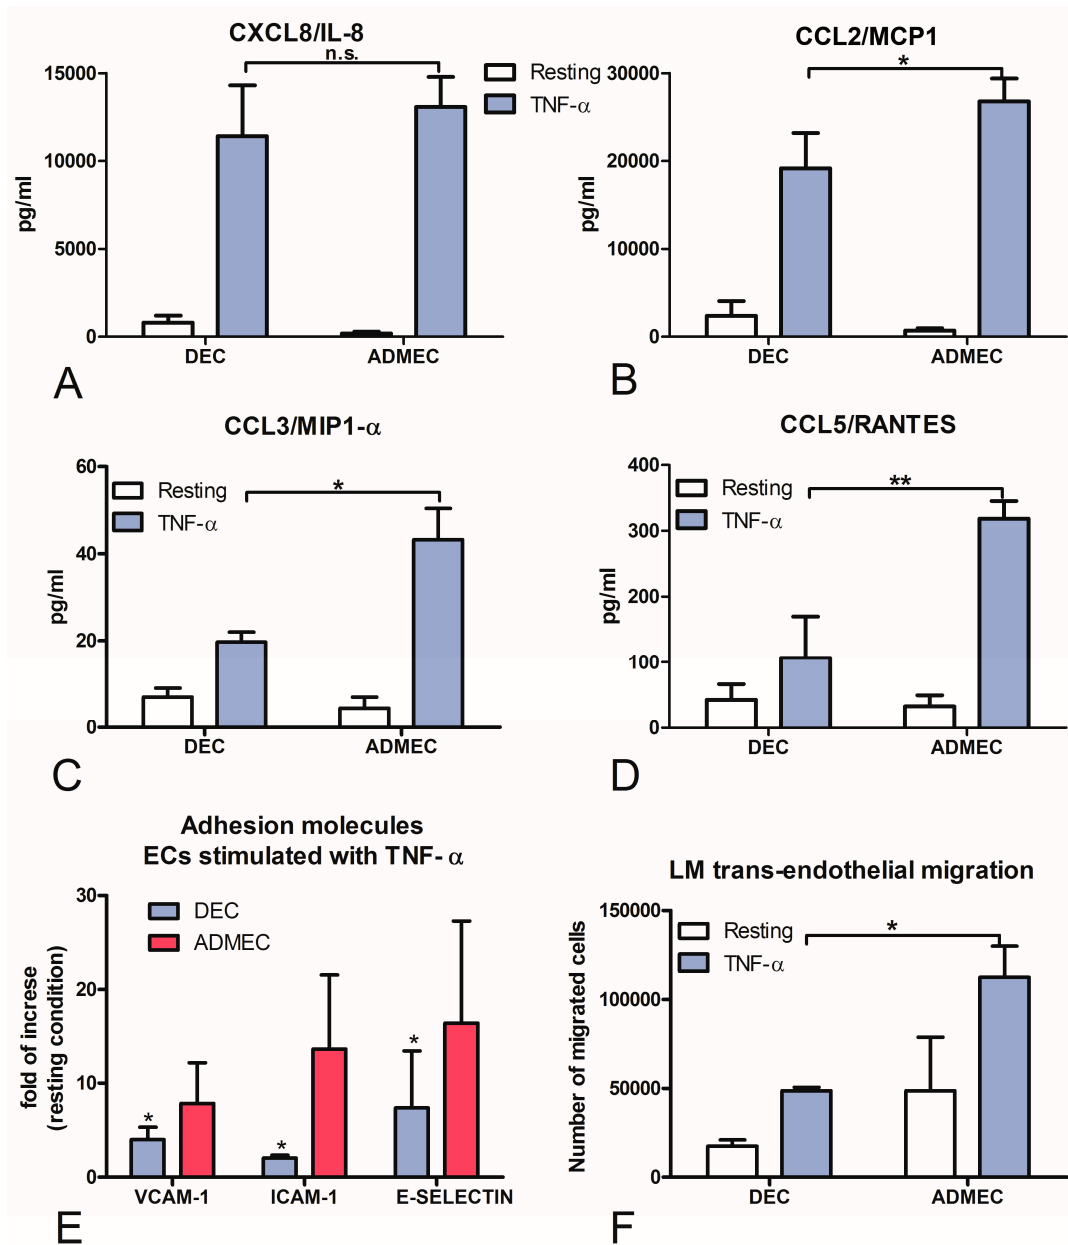 CXCL8/IL-8
n.s.
Resting
TNF-α
15000
10000
5000
0
pg/ml
DEC
ADMEC
A
CCL2/MCP1
*
30000
20000
10000
0
pg/ml
DEC
ADMEC
B
CCL3/MIP1-α
Resting
TNF-α
*
60
40
20
0
pg/ml
DEC
ADMEC
C
CCL5/RANTES
Resting
TNF-α
**
400
300
200
100
0
pg/ml
DEC
ADMEC
D
Adhesion molecules
ECs stimulated with TNF- α
DEC
ADMEC
30
20
10
0
fold of increse
(resting condition)
*
*
*
VCAM-1
ICAM-1
E-SELECTIN
E
LM trans-endothelial migration
Resting
TNF-α
*
150000
100000
50000
0
Number of migrated cells
DEC
ADMEC
F